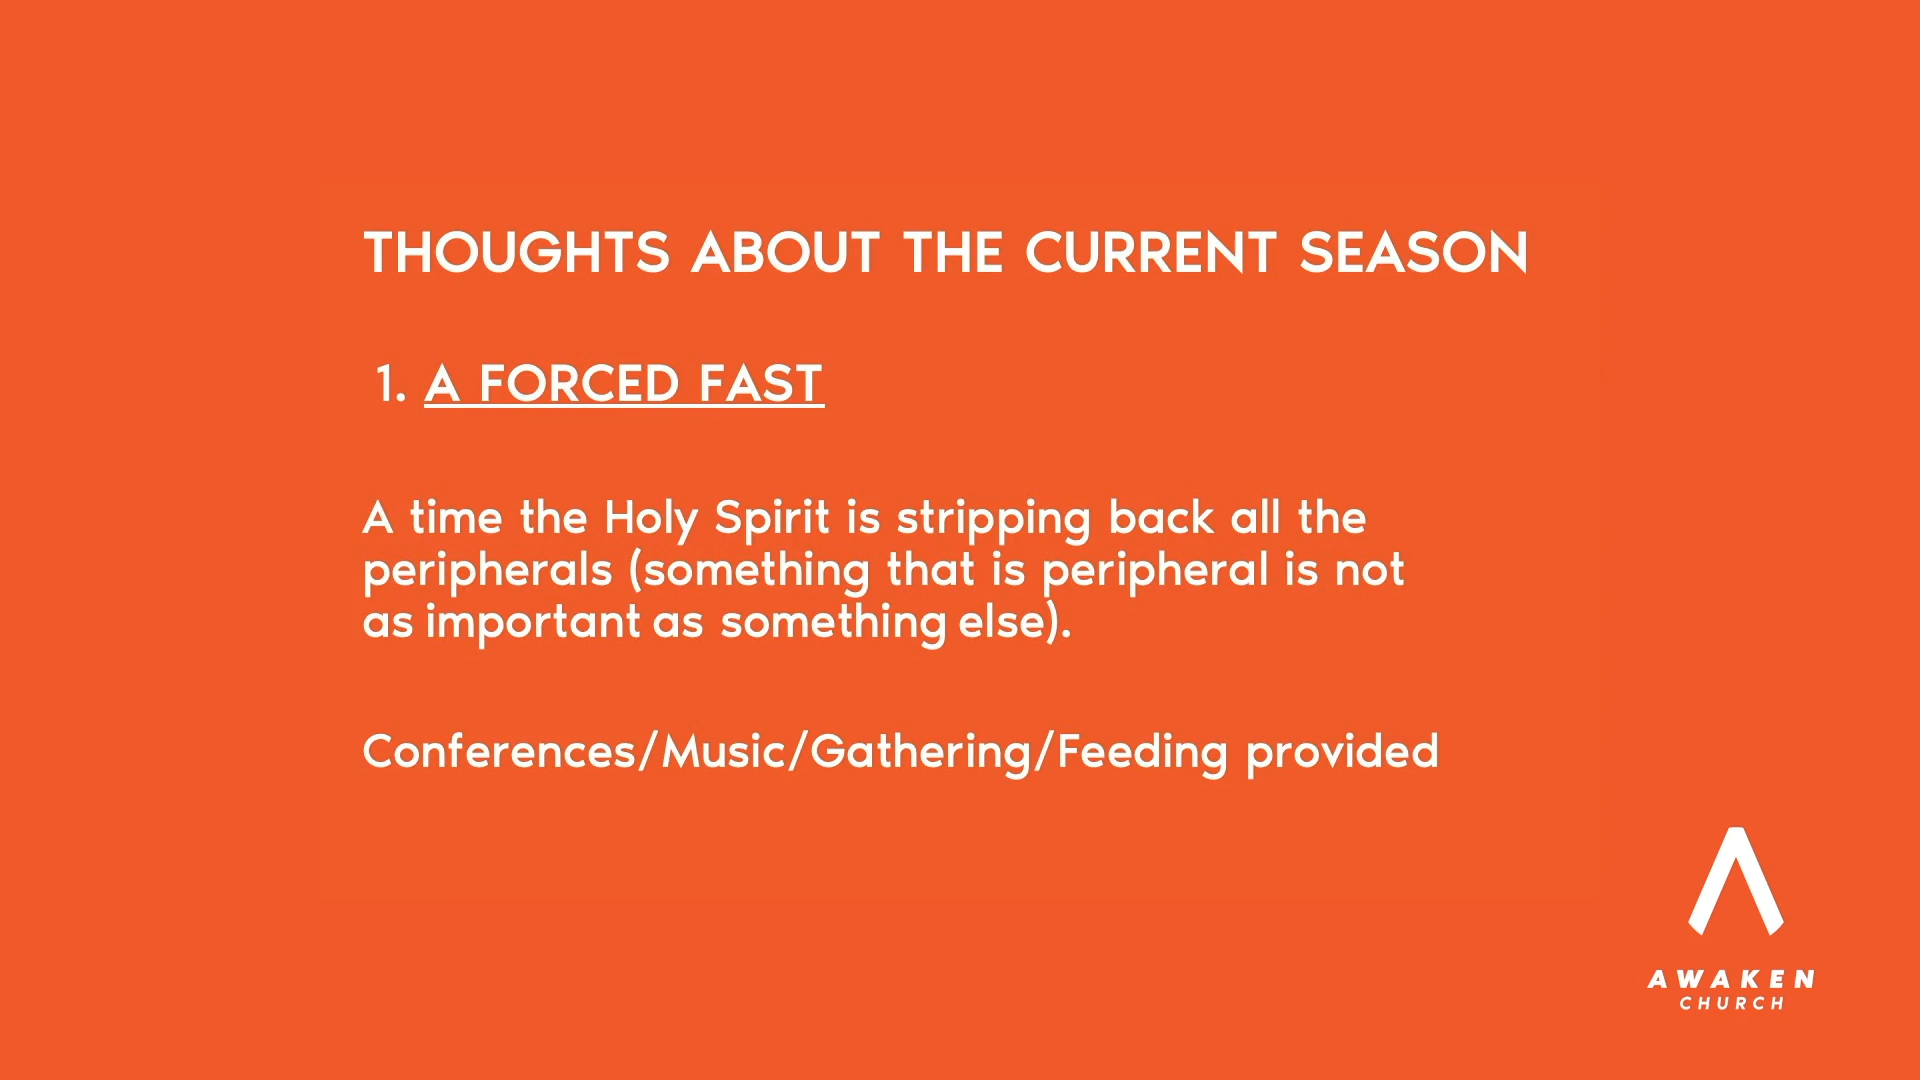 THOUGHTS ABOUT THE CURRENT SEASON
1. A FORCED FAST
A time the Holy Spirit is stripping back all the
peripherals (something that is peripheral is not
as important as something else).
Conferences/Music/Gathering/Feeding provided
AWAKEN
CHURCH